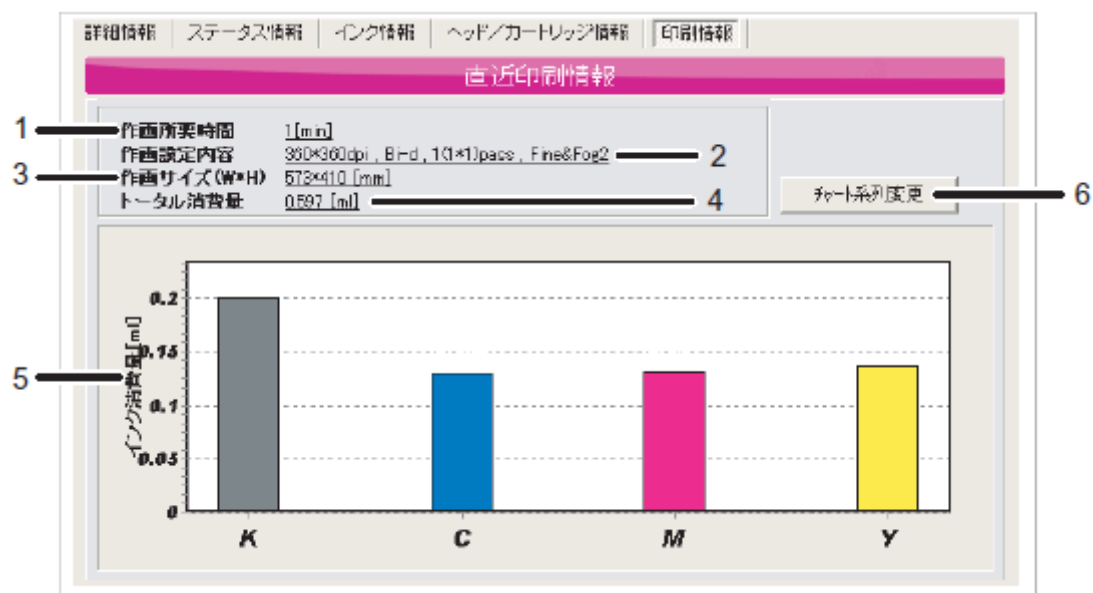 詳細情報 ステータス情報 インク情報 ヘッド/カートリッジ情報 印刷情報
直近印刷情報
1 作画所要時間 1[min]
作画設定内容 360*360dpi , Bi-d , 1(1*1)pass , Fine&Fog2 2
3 作画サイズ(W*H) 573*410 [mm]
トータル消費量 0.597 [ml] 4
チャート系列変更 6
5 インク消費量[ml]
0.2
0.15
0.1
0.05
0
K C M Y